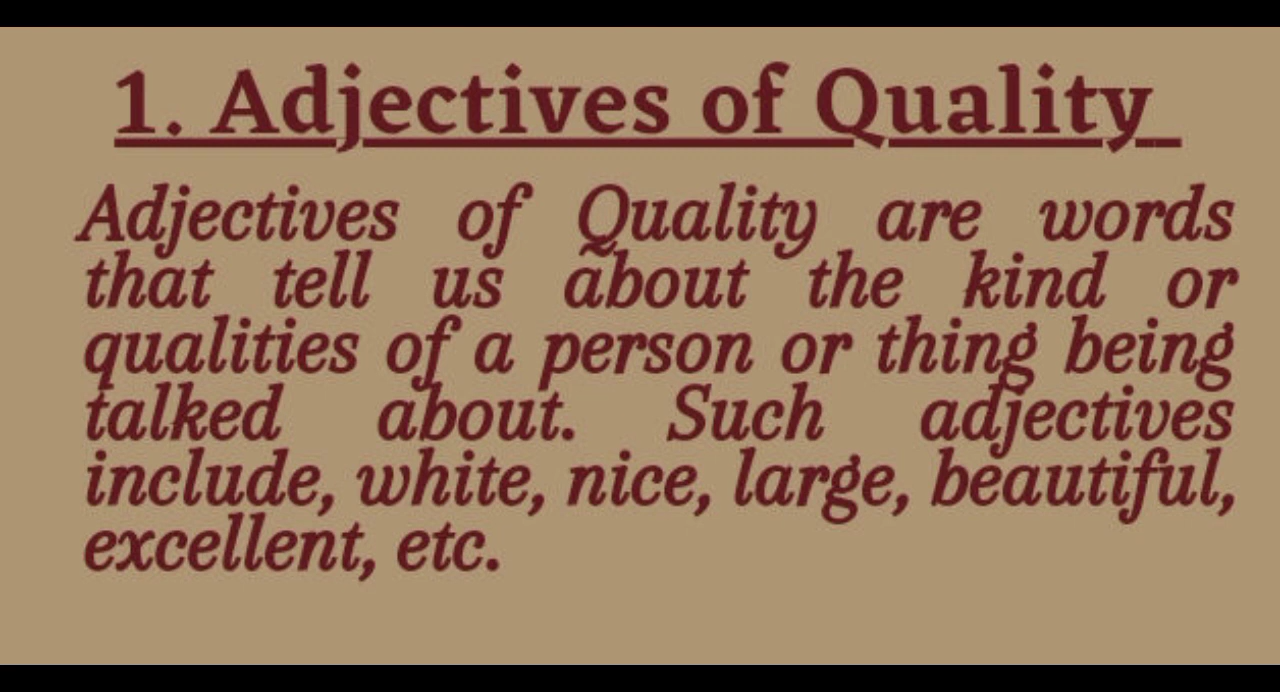 1. Adjectives of Quality
Adjectives of Quality are words
that tell us about the kind or
qualities of a person or thing being
talked about. Such adjectives
include, white, nice, large, beautiful,
excellent, etc.